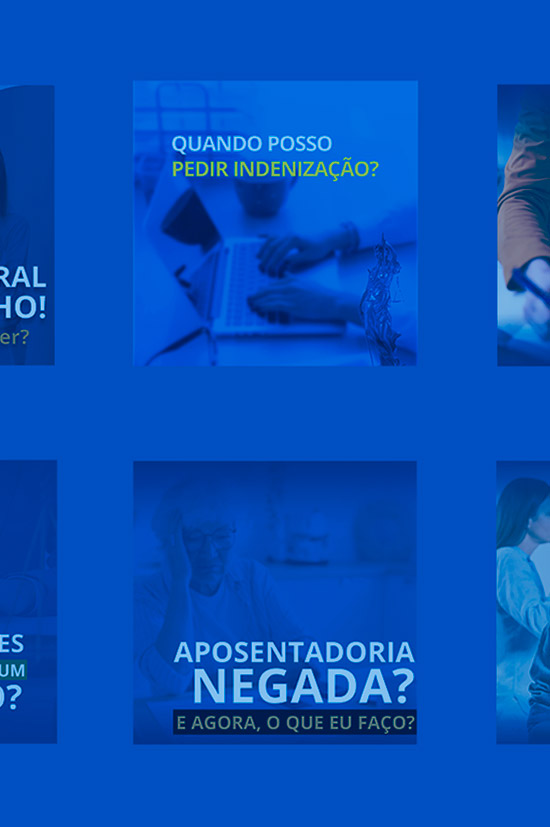 QUANDO POSSO
PEDIR INDENIZAÇÃO?
RAL
HO!
er?
ES
UM
O?
APOSENTADORIA
NEGADA?
E AGORA, O QUE EU FAÇO?